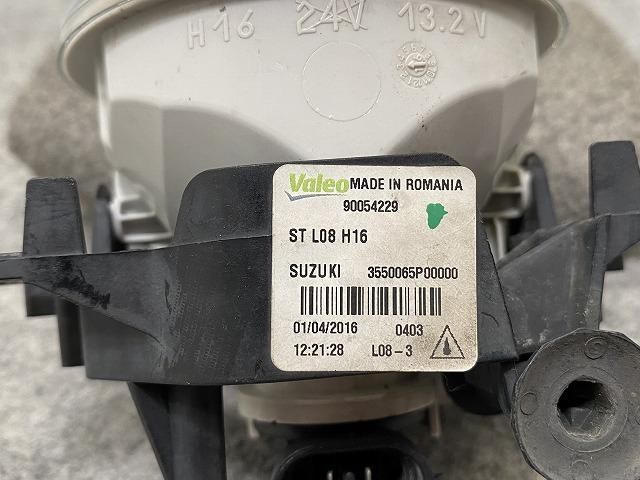 H16 24V 13.2V
Valeo MADE IN ROMANIA
90054229
ST L08 H16
SUZUKI 3550065P00000
01/04/2016 0403
12:21:28 L08-3